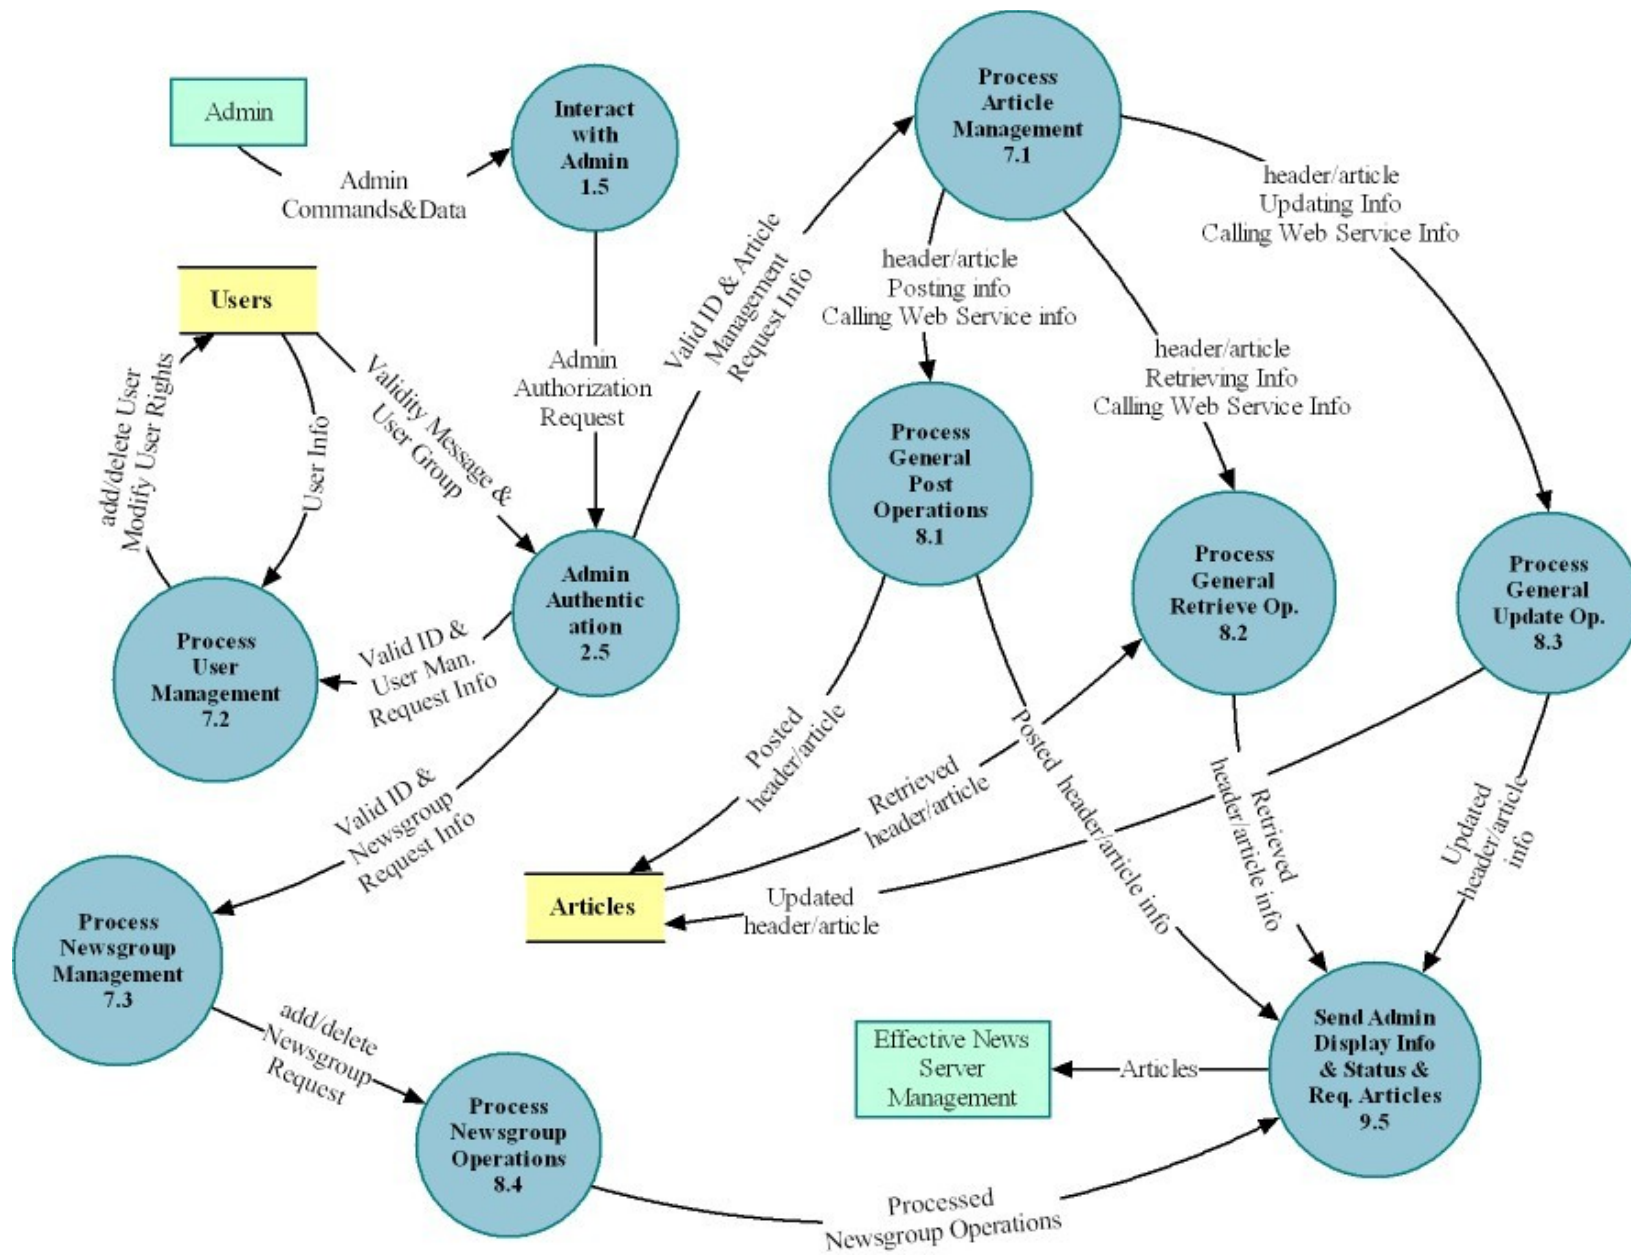 Admin
Interact
with
Admin
1.5
Process
Article
Management
7.1
Admin
Commands&Data
header/article
Updating Info
Calling Web Service Info
Users
Valid ID & Article
Management
Request Info
header/article
Posting info
Calling Web Service info
header/article
Retrieving Info
Calling Web Service Info
add/delete User
Modify User Rights
User Info
Validity Message &
User Group
Admin
Authorization
Request
Process
General
Post
Operations
8.1
Process
General
Retrieve Op.
8.2
Process
General
Update Op.
8.3
Admin
Authentic
ation
2.5
Process
User
Management
7.2
Valid ID &
User Man.
Request Info
Valid ID &
Newsgroup
Request Info
Posted
header/article
Retrieved
header/article
Posted header/article info
Retrieved
header/article info
Updated
header/article
info
Articles
Updated
header/article
Process
Newsgroup
Management
7.3
add/delete
Newsgroup
Request
Process
Newsgroup
Operations
8.4
Effective News
Server
Management
Articles
Send Admin
Display Info
& Status &
Req. Articles
9.5
Processed
Newsgroup Operations